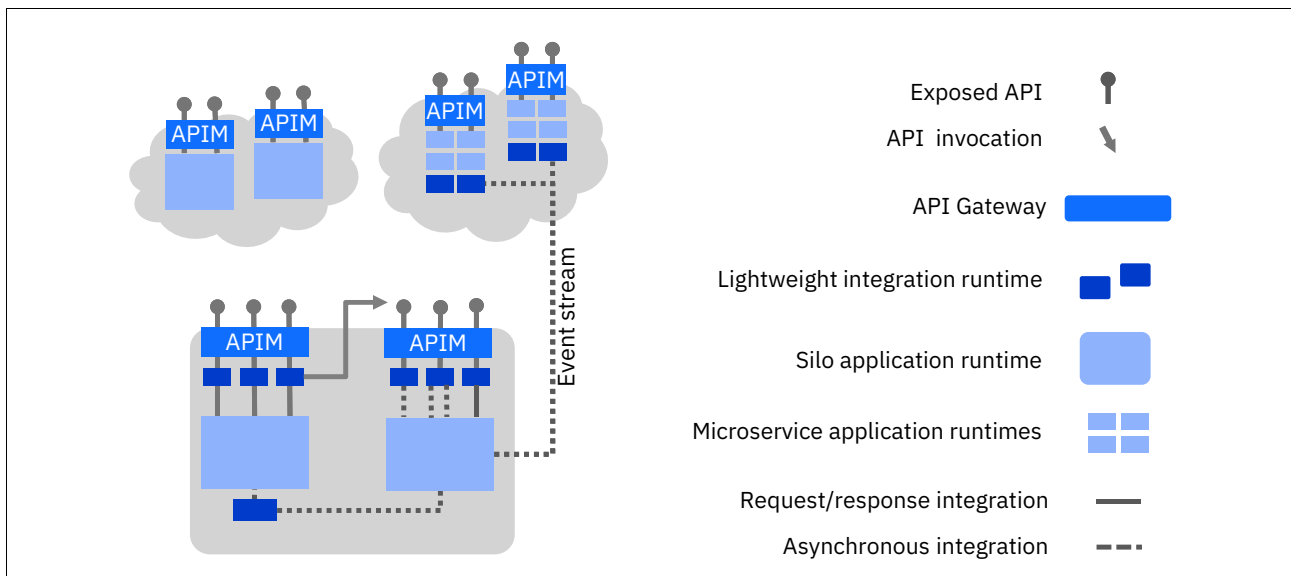 APIM
APIM
APIM
APIM
Event stream
APIM
APIM
Exposed API
API invocation
API Gateway
Lightweight integration runtime
Silo application runtime
Microservice application runtimes
Request/response integration
Asynchronous integration